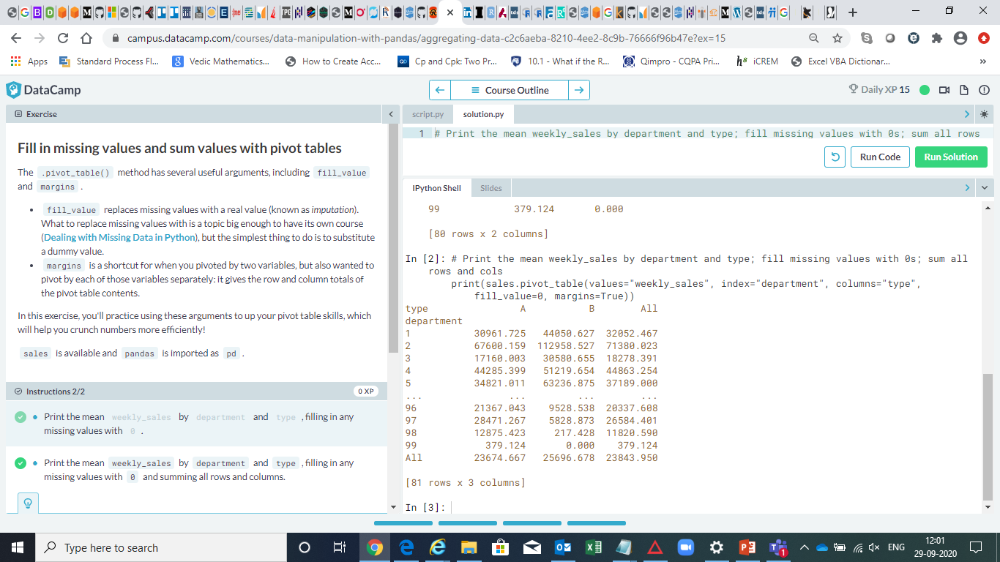 campus.datacamp.com/courses/data-manipulation-with-pandas/aggregating-data-c2c6aeba-8210-4ee2-8c9b-76666f96b47e?ex=15
Apps Standard Process Fl... Vedic Mathematics... How to Create Acc... Cp and Cpk: Two Pr... 10.1 - What if the R... Qimpro - CQPA Pri... iCREM Excel VBA Dictionar... »
DataCamp
Course Outline
Daily XP 15
Exercise
Fill in missing values and sum values with pivot tables
The .pivot_table() method has several useful arguments, including fill_value
and margins .
• fill_value replaces missing values with a real value (known as imputation).
What to replace missing values with is a topic big enough to have its own course
(Dealing with Missing Data in Python), but the simplest thing to do is to substitute
a dummy value.
• margins is a shortcut for when you pivoted by two variables, but also wanted to
pivot by each of those variables separately: it gives the row and column totals of
the pivot table contents.
In this exercise, you'll practice using these arguments to up your pivot table skills, which
will help you crunch numbers more efficiently!
sales is available and pandas is imported as pd .
Instructions 2/2 0 XP
Print the mean weekly_sales by department and type , filling in any
missing values with 0 .
Print the mean weekly_sales by department and type , filling in any
missing values with 0 and summing all rows and columns.
script.py solution.py
1 # Print the mean weekly_sales by department and type; fill missing values with 0s; sum all rows
Run Code Run Solution
IPython Shell Slides
99 379.124 0.000
[80 rows x 2 columns]
In [2]: # Print the mean weekly_sales by department and type; fill missing values with 0s; sum all
rows and cols
print(sales.pivot_table(values="weekly_sales", index="department", columns="type",
fill_value=0, margins=True))
type A B All
department
1 30961.725 44050.627 32052.467
2 67600.159 112958.527 71380.023
3 17160.003 30580.655 18278.391
4 44285.399 51219.654 44863.254
5 34821.011 63236.875 37189.000
... ... ... ...
96 21367.043 9528.538 20337.608
97 28471.267 5828.873 26584.401
98 12875.423 217.428 11820.590
99 379.124 0.000 379.124
All 23674.667 25696.678 23843.950
[81 rows x 3 columns]
In [3]:
Type here to search
ENG
12:01
29-09-2020